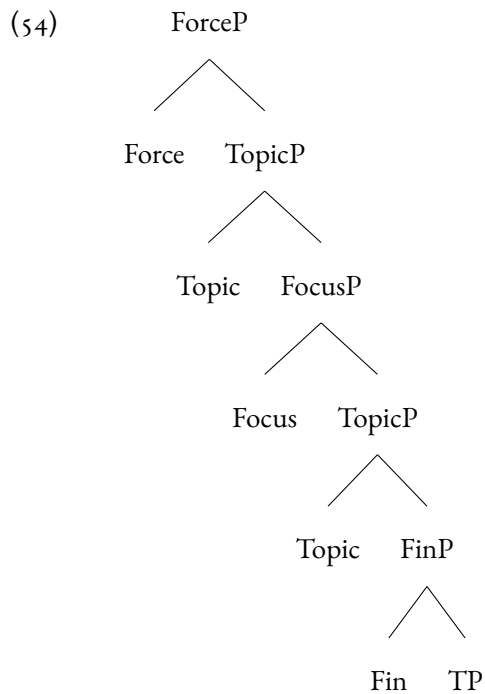 (54) ForceP
Force TopicP
Topic FocusP
Focus TopicP
Topic FinP
Fin TP